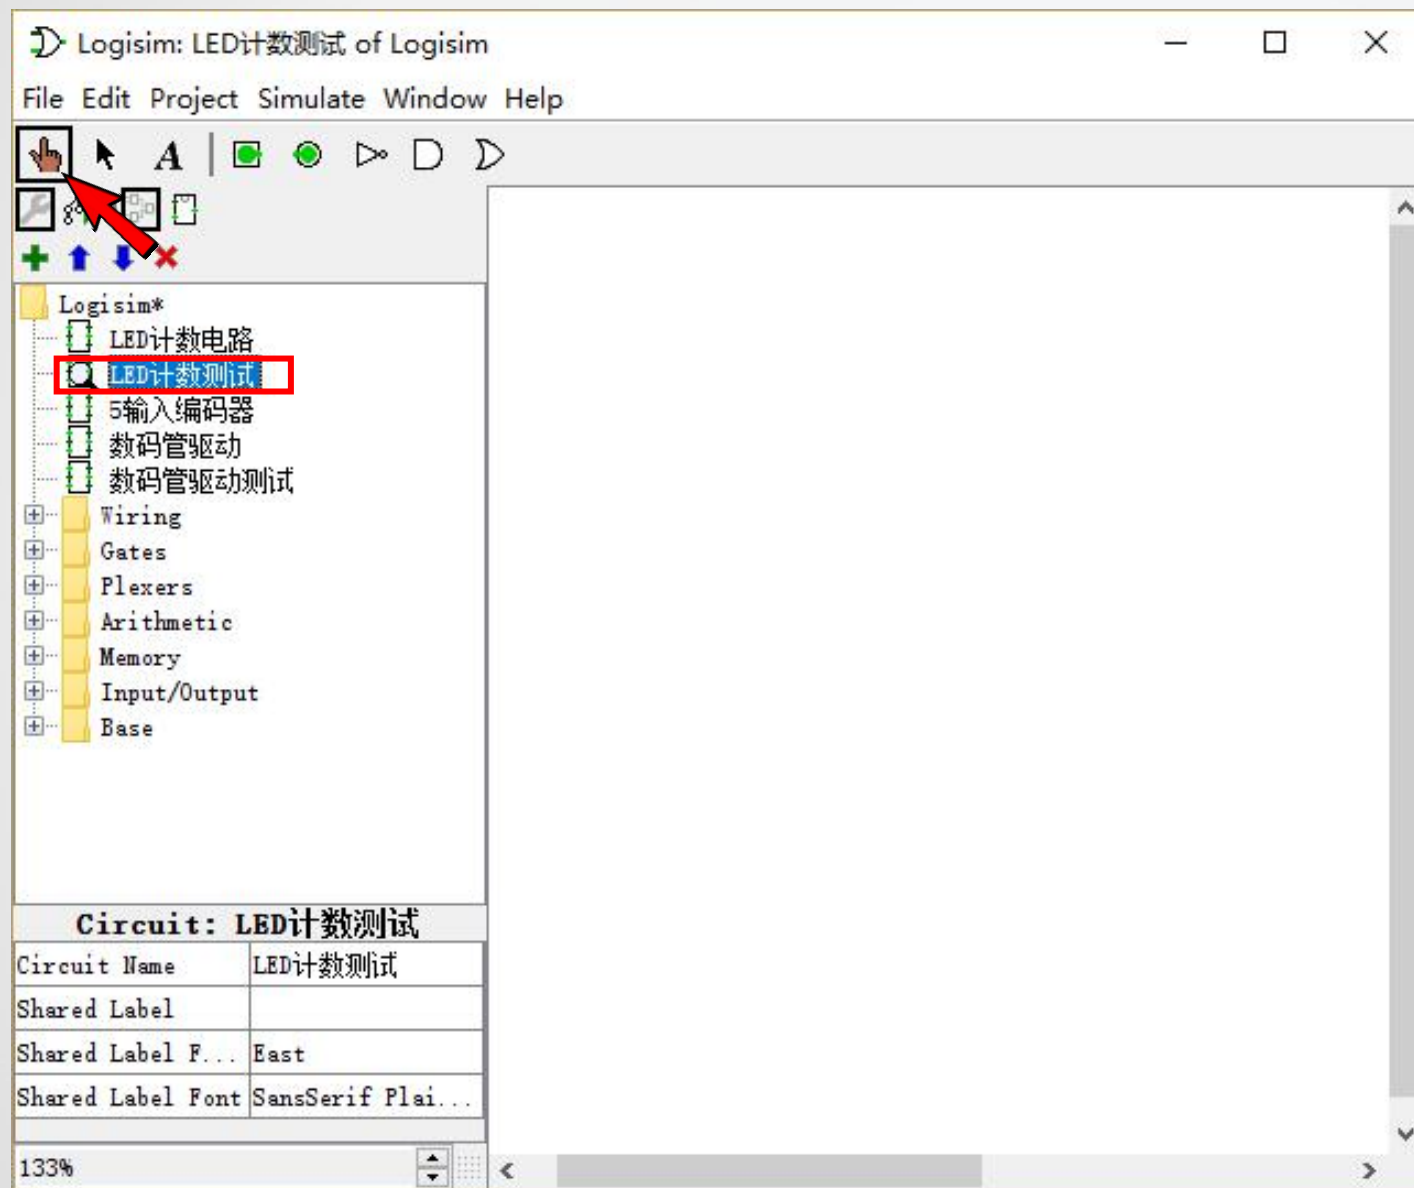 Logisim: LED计数测试 of Logisim
File Edit Project Simulate Window Help
A
Logisim*
LED计数电路
LED计数测试
5输入编码器
数码管驱动
数码管驱动测试
Wiring
Gates
Plexers
Arithmetic
Memory
Input/Output
Base
Circuit: LED计数测试
Circuit Name LED计数测试
Shared Label
Shared Label F... East
Shared Label Font SansSerif Plai...
133%